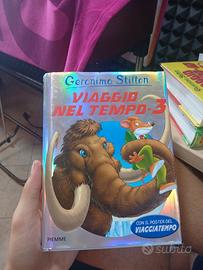 Geronimo Stilton
VIAGGIO
NEL TEMPO-3
CON IL POSTER DEL
VIAGGIATEMPO
PIEMME
subito